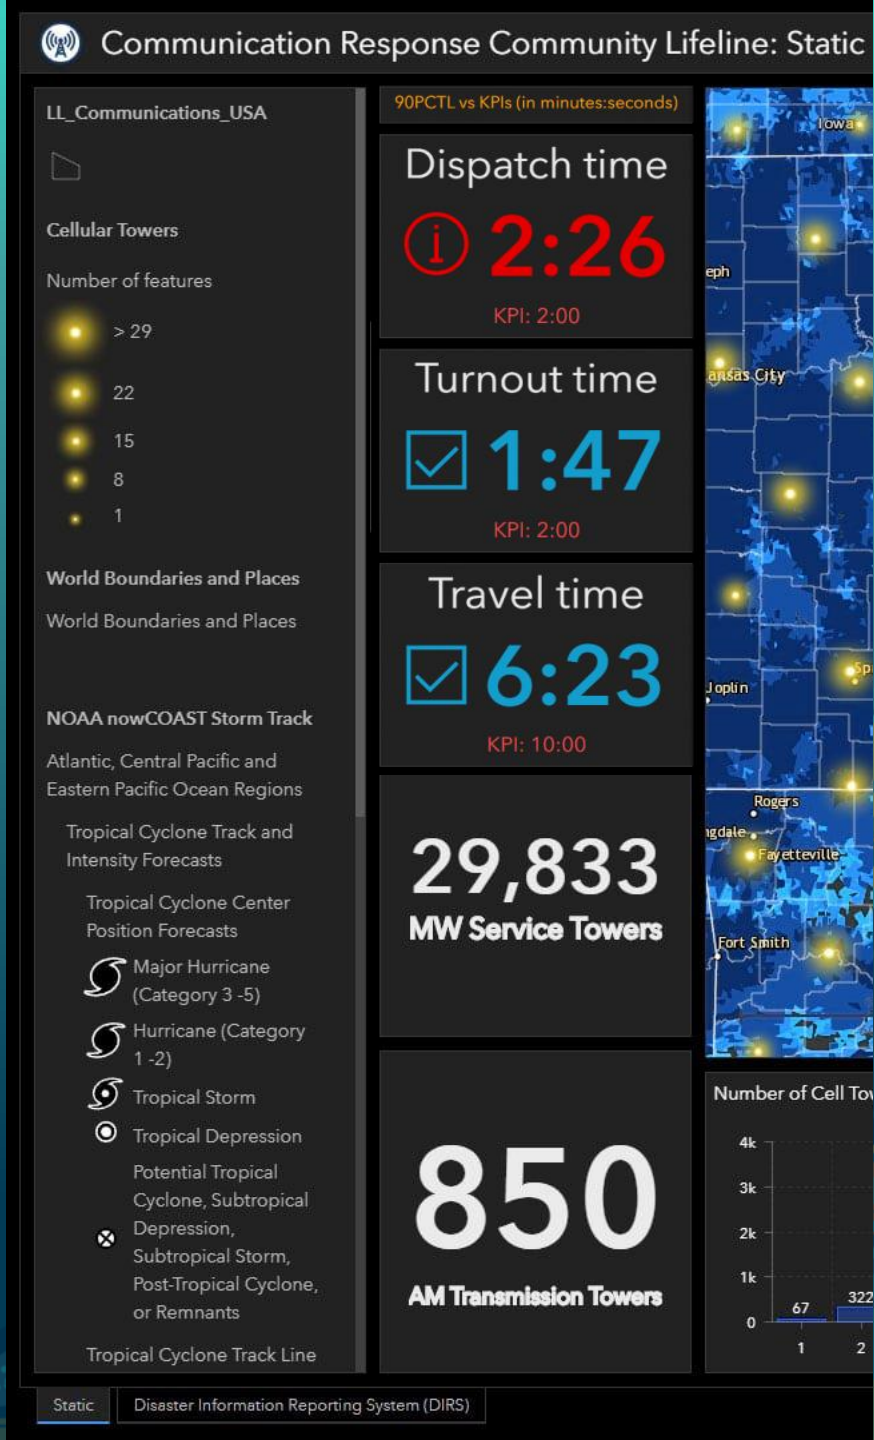 Communication Response Community Lifeline: Static
LL_Communications_USA
Cellular Towers
Number of features
> 29
22
15
8
1
World Boundaries and Places
World Boundaries and Places
NOAA nowCOAST Storm Track
Atlantic, Central Pacific and
Eastern Pacific Ocean Regions
Tropical Cyclone Track and
Intensity Forecasts
Tropical Cyclone Center
Position Forecasts
Major Hurricane
(Category 3 -5)
Hurricane (Category
1 -2)
Tropical Storm
Tropical Depression
Potential Tropical
Cyclone, Subtropical
Depression,
Subtropical Storm,
Post-Tropical Cyclone,
or Remnants
Tropical Cyclone Track Line
90PCTL vs KPIs (in minutes:seconds)
Dispatch time
2:26
KPI: 2:00
Turnout time
1:47
KPI: 2:00
Travel time
6:23
KPI: 10:00
29,833
MW Service Towers
850
AM Transmission Towers
Iowa
eph
ansas City
Sp
Joplin
Rogers
ngdale
Fayetteville
Fort Smith
Number of Cell Tow
4k
3k
2k
1k
0
67
322
1
2
Static
Disaster Information Reporting System (DIRS)